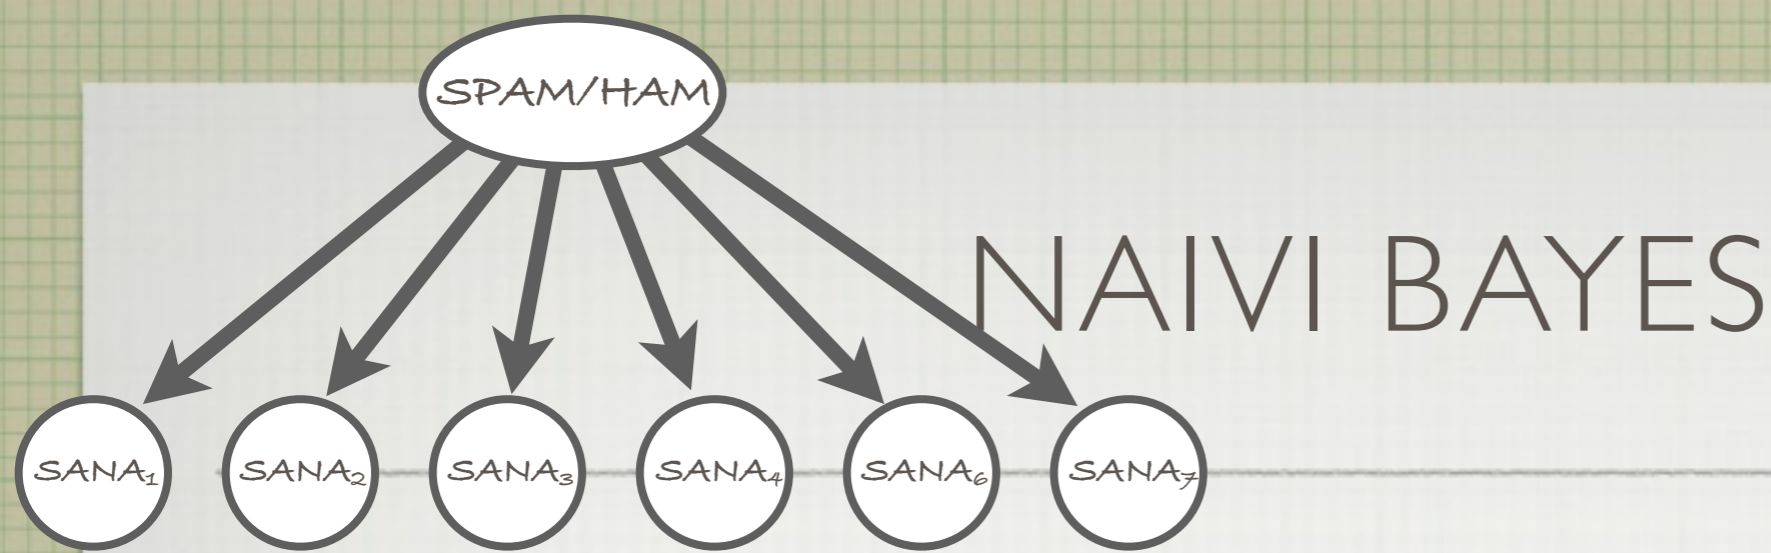 SPAM/HAM
NAIVI BAYES
SANA₁ SANA₂ SANA₃ SANA₄ SANA₆ SANA₇